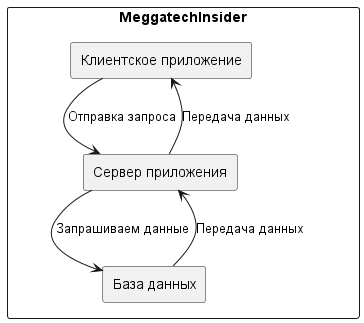 MeggatechInsider
Клиентское приложение
Отправка запроса
Передача данных
Сервер приложения
Запрашиваем данные
Передача данных
База данных